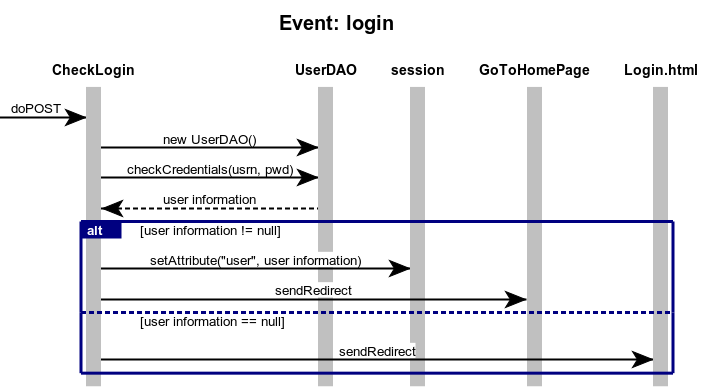 Event: login
CheckLogin UserDAO session GoToHomePage Login.html
doPOST
new UserDAO()
checkCredentials(usrn, pwd)
user information
alt [user information != null]
setAttribute("user", user information)
sendRedirect
[user information == null]
sendRedirect